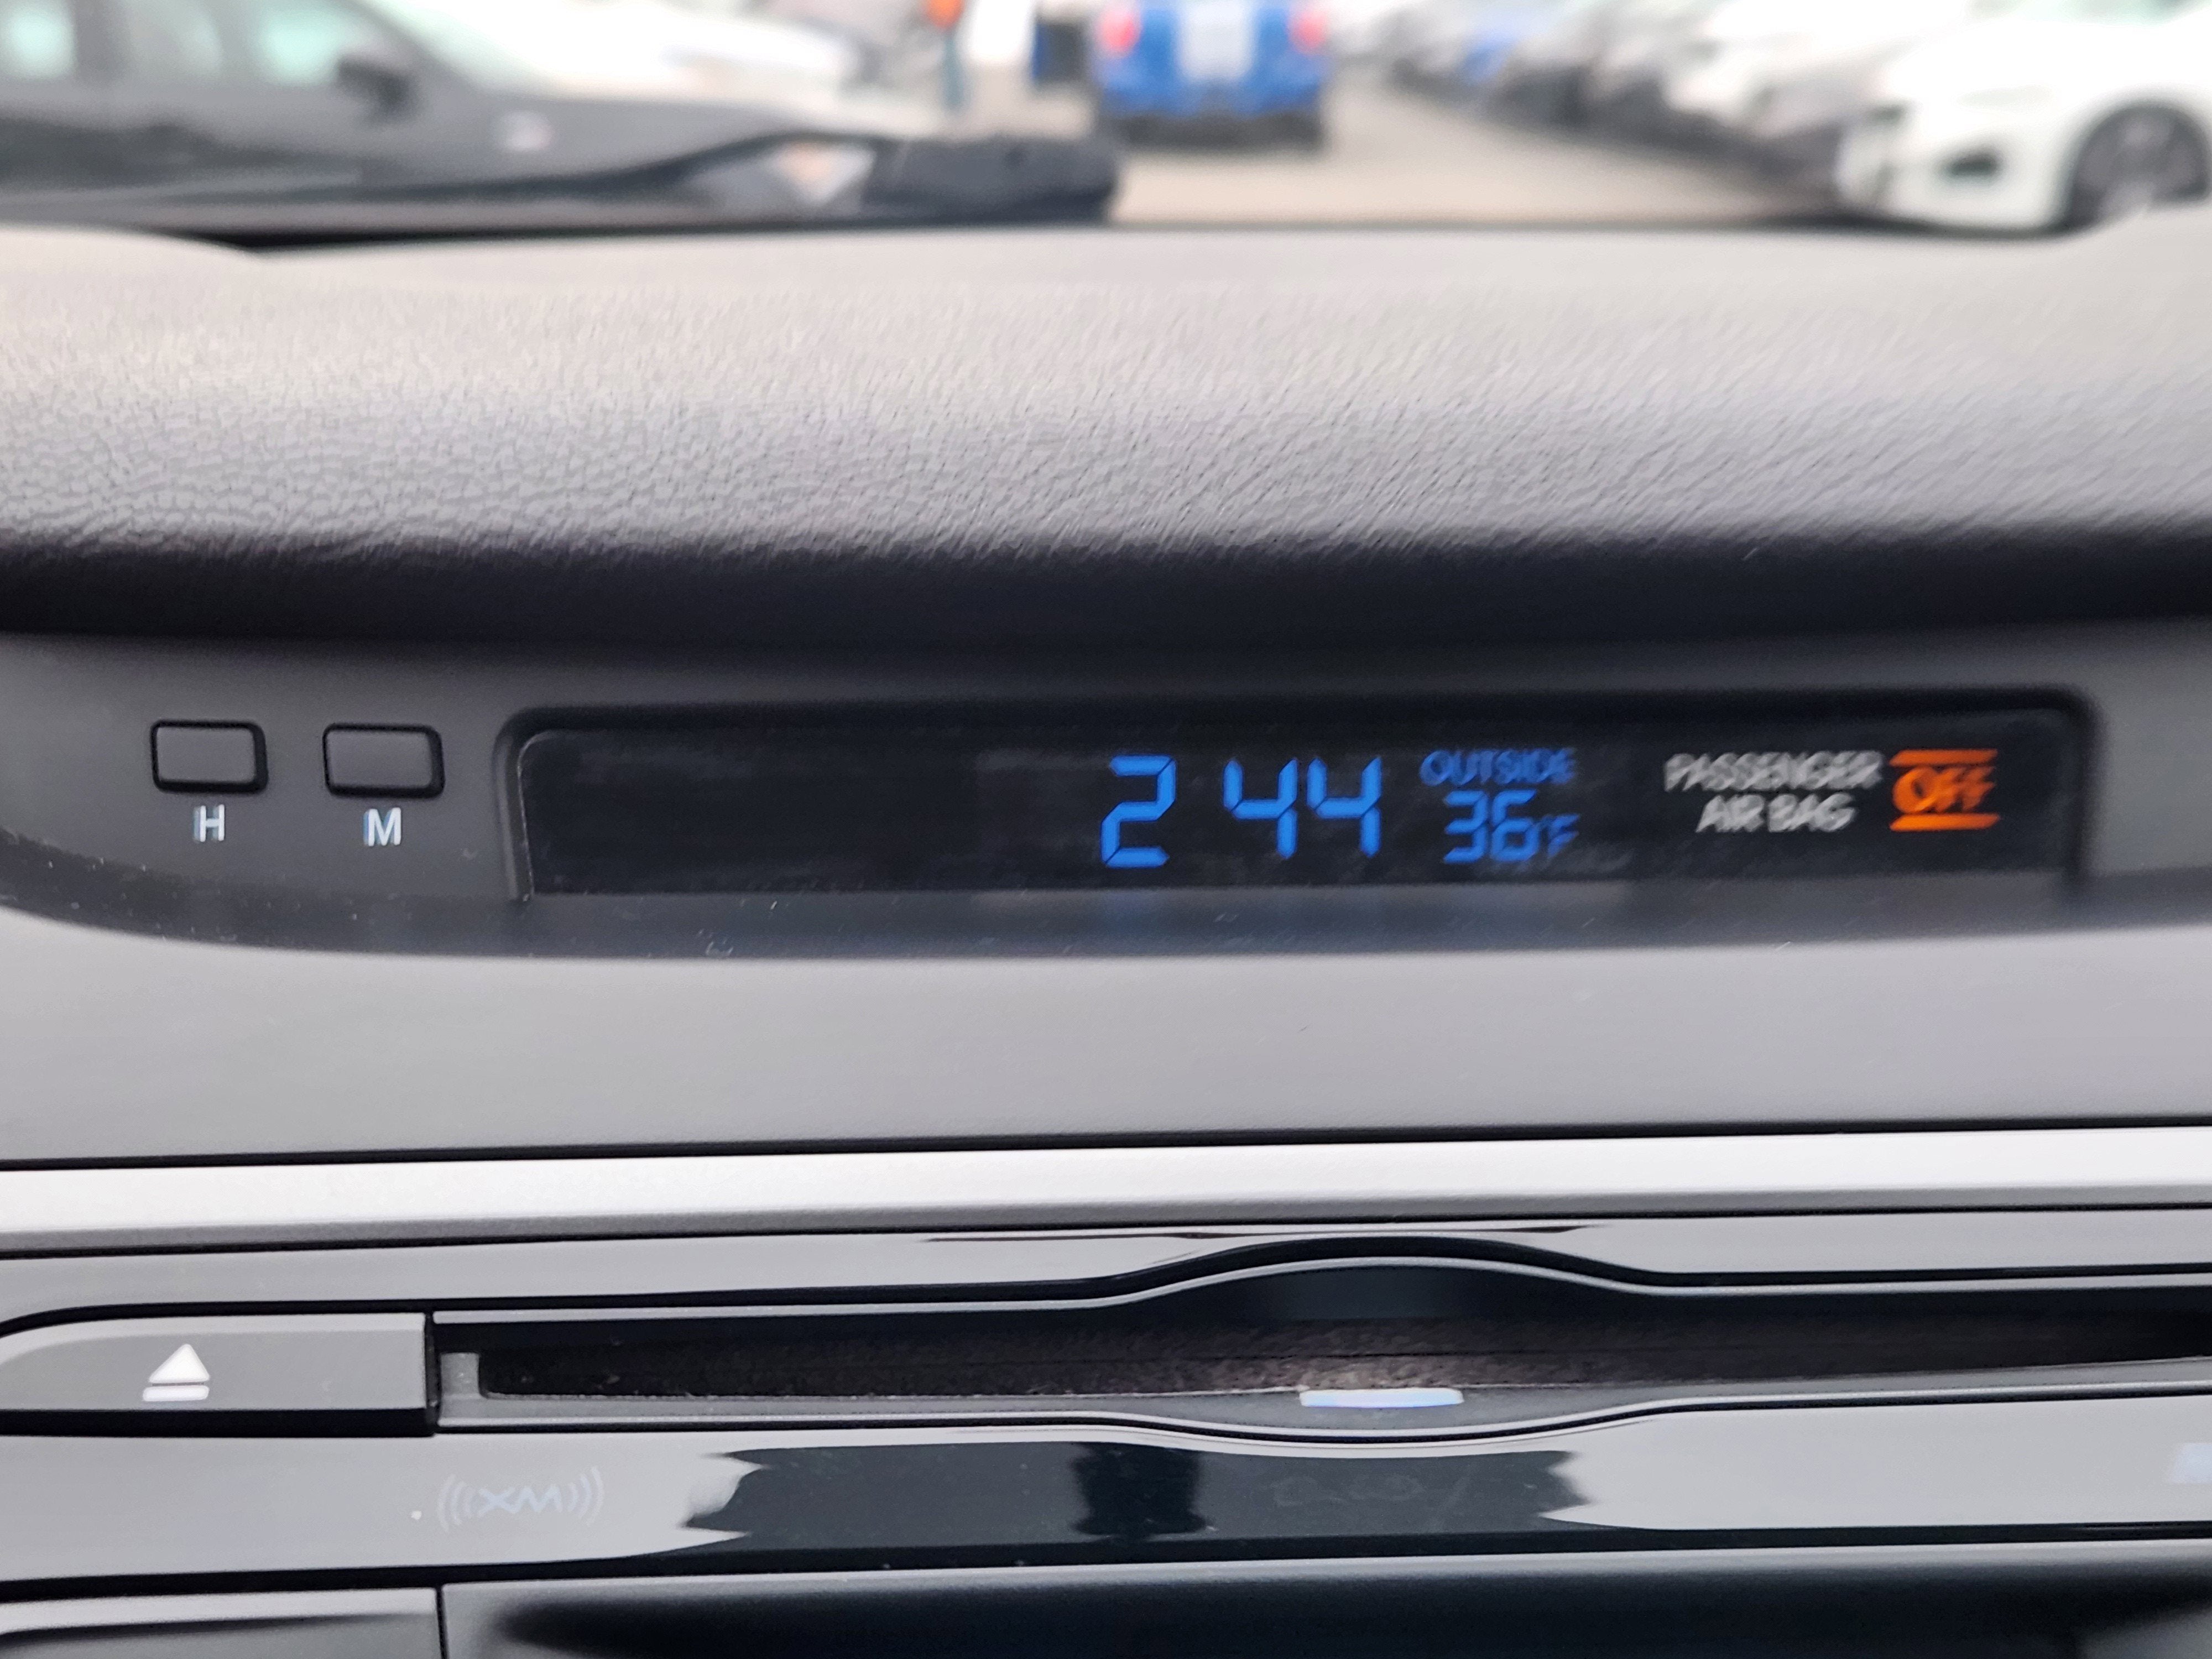 2 44
OUTSIDE
36°F
PASSENGER
AIR BAG
OFF
H
M
XM